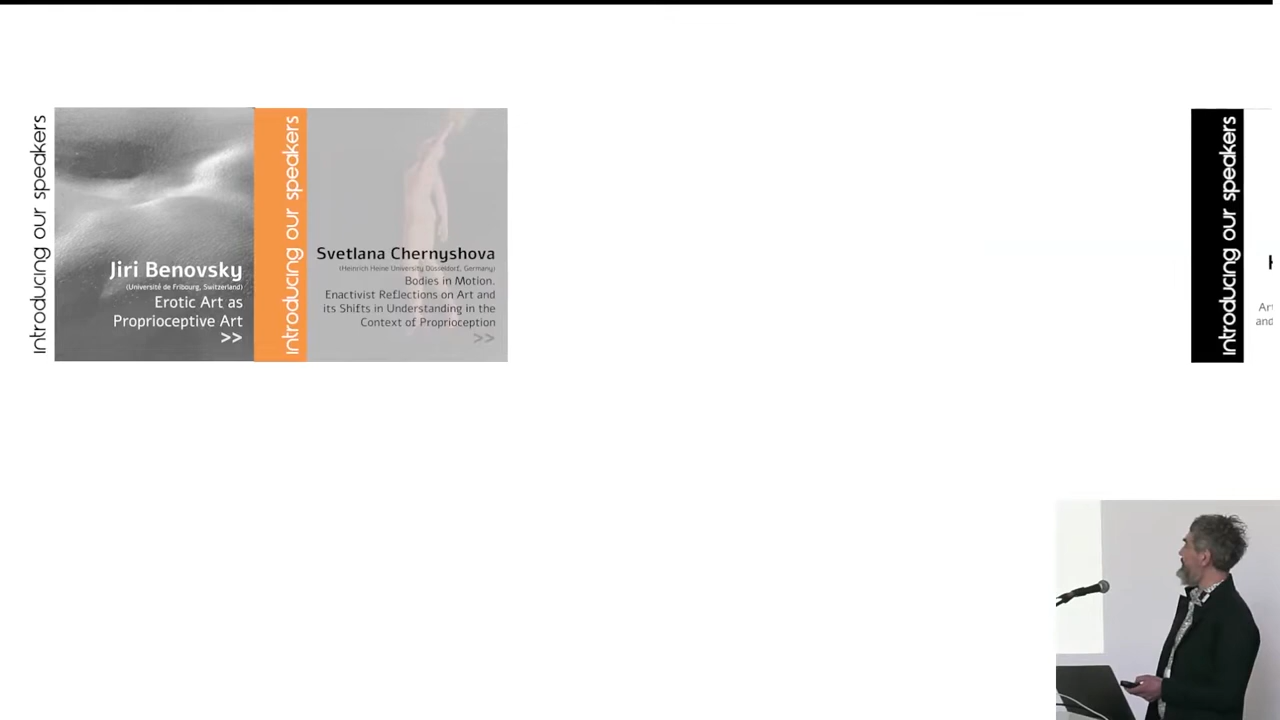 introducing our speakers
Jiri Benovsky
(Université de Fribourg, Switzerland)
Erotic Art as
Proprioceptive Art
>>
introducing our speakers
Svetlana Chernyshova
(Heinrich Heine University Düsseldorf, Germany)
Bodies in Motion.
Enactivist Reflections on Art and
its Shifts in Understanding in the
Context of Proprioception
>>
introducing our speakers
and